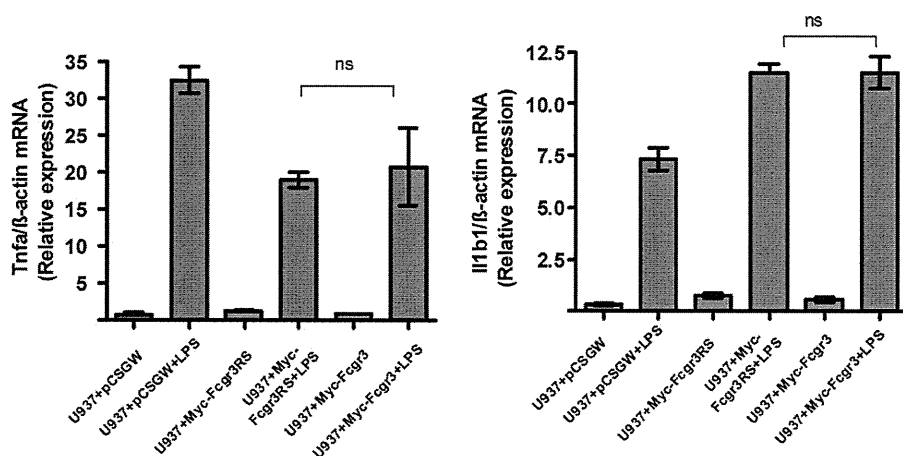 ns
Tnfa/ß-actin mRNA
(Relative expression)
35
30
25
20
15
10
5
U937+pCSGW
U937+pCSGW+LPS
U937+Myc-Fcgr3RS
U937+Myc-
Fcgr3RS+LPS
U937+Myc-Fcgr3
U937+Myc-Fcgr3+LPS
ns
Il1b1/ß-actin mRNA
(Relative expression)
12.5
10.0
7.5
5.0
2.5
U937+pCSGW
U937+pCSGW+LPS
U937+Myc-Fcgr3RS
U937+Myc-
Fcgr3RS+LPS
U937+Myc-Fcgr3
U937+Myc-Fcgr3+LPS